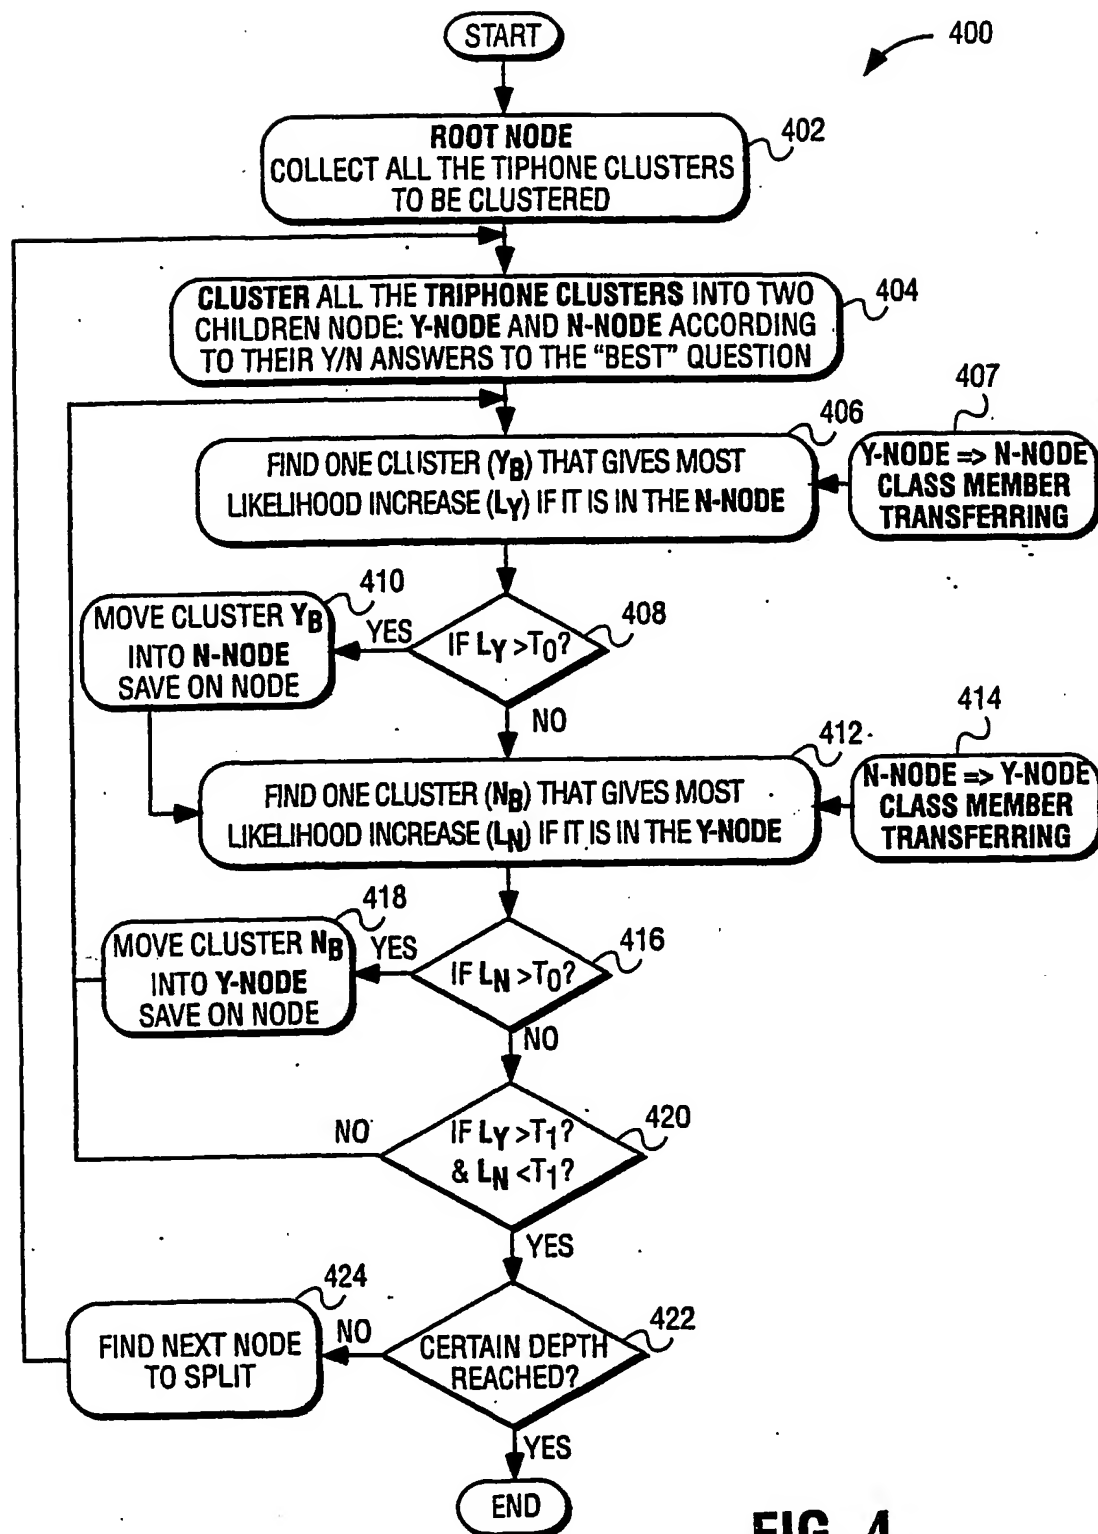 START
400
ROOT NODE
COLLECT ALL THE TIPHONE CLUSTERS
TO BE CLUSTERED
402
CLUSTER ALL THE TRIPHONE CLUSTERS INTO TWO
CHILDREN NODE: Y-NODE AND N-NODE ACCORDING
TO THEIR Y/N ANSWERS TO THE "BEST" QUESTION
404
406
FIND ONE CLUSTER (YB) THAT GIVES MOST
LIKELIHOOD INCREASE (LY) IF IT IS IN THE N-NODE
407
Y-NODE => N-NODE
CLASS MEMBER
TRANSFERRING
410
MOVE CLUSTER YB
INTO N-NODE
SAVE ON NODE
YES
IF LY >T0?
408
NO
412
FIND ONE CLUSTER (NB) THAT GIVES MOST
LIKELIHOOD INCREASE (LN) IF IT IS IN THE Y-NODE
414
N-NODE => Y-NODE
CLASS MEMBER
TRANSFERRING
418
MOVE CLUSTER NB
INTO Y-NODE
SAVE ON NODE
YES
IF LN >T0?
416
NO
NO
IF LY >T1?
& LN <T1?
420
YES
424
FIND NEXT NODE
TO SPLIT
NO
CERTAIN DEPTH
REACHED?
422
YES
END
FIG. 4